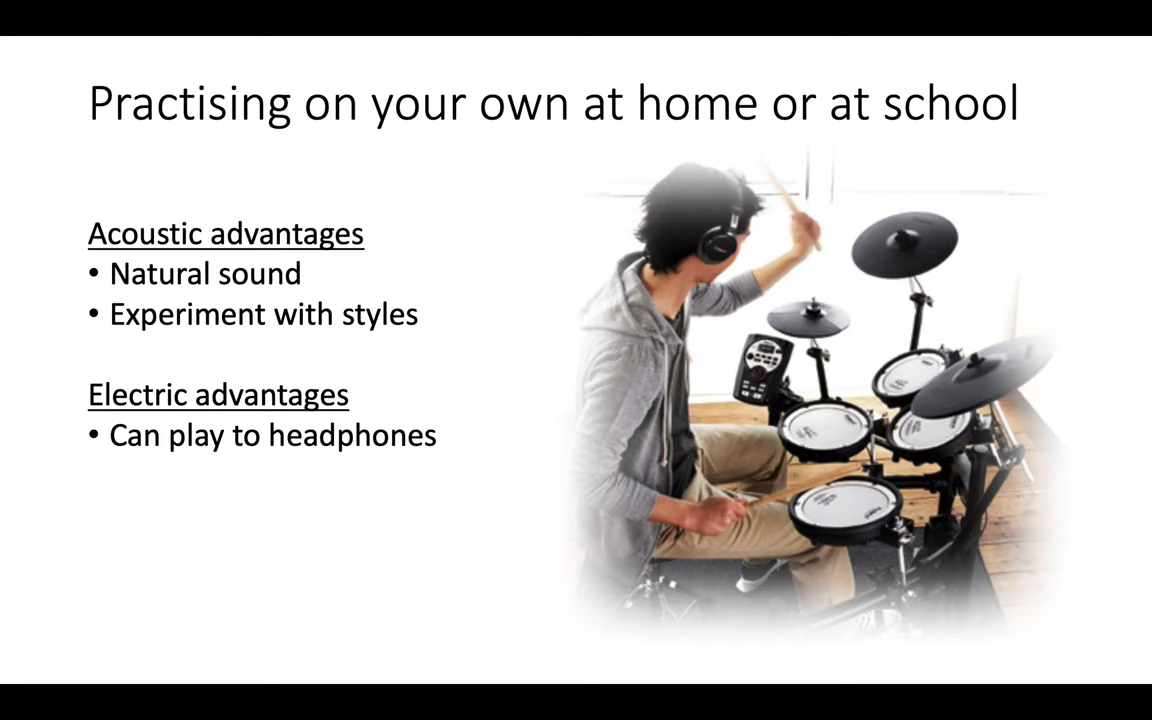 Practising on your own at home or at school
Acoustic advantages
• Natural sound
• Experiment with styles
Electric advantages
• Can play to headphones